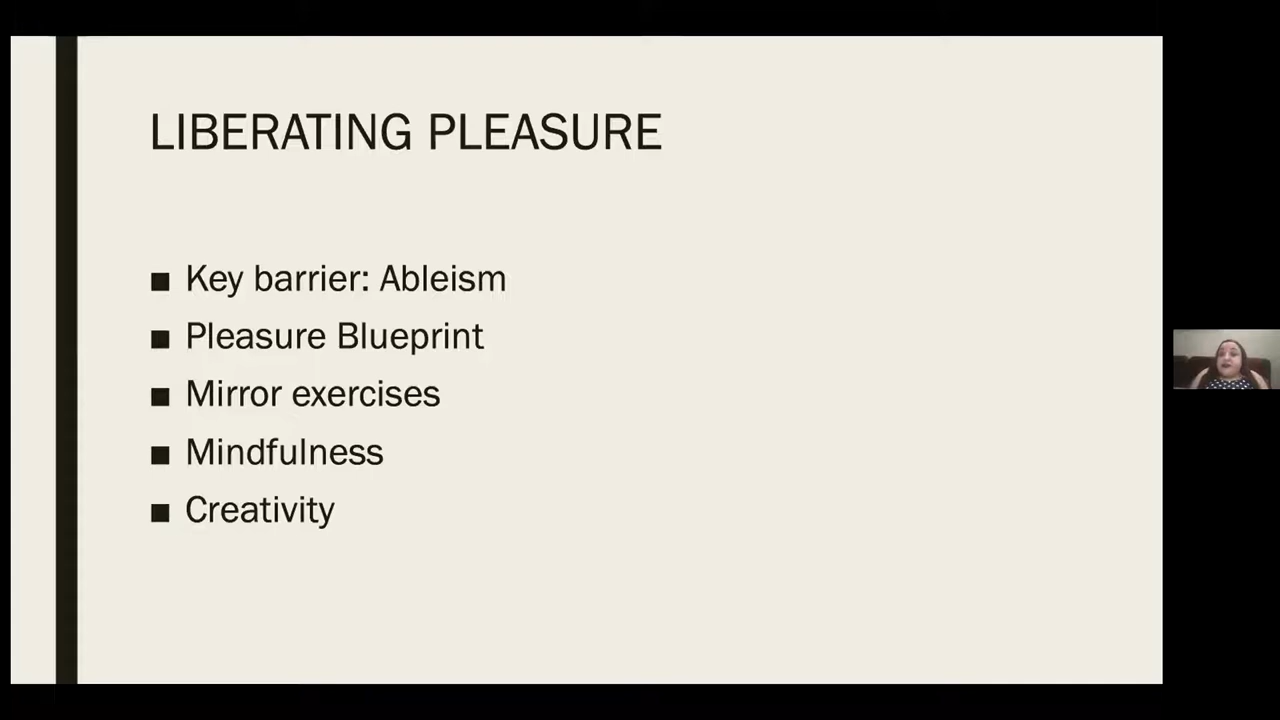 LIBERATING PLEASURE
■ Key barrier: Ableism
■ Pleasure Blueprint
■ Mirror exercises
■ Mindfulness
■ Creativity